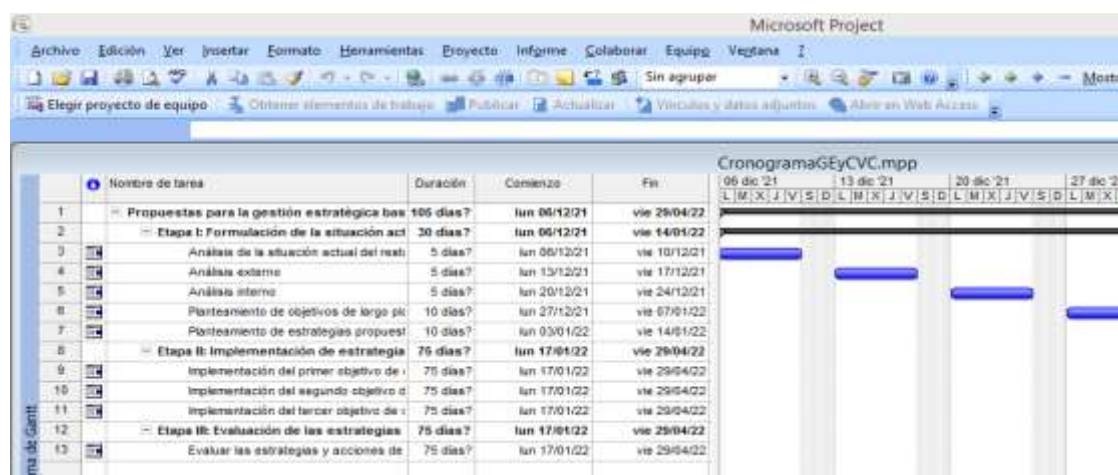 Microsoft Project
Archivo Edición Ver Insertar Formato Herramientas Proyecto Informe Colaborar Equipo Ventana ?
Sin agrupar Mostr
Elegir proyecto de equipo Obtener elementos de trabajo Publicar Actualizar Vínculos y datos adjuntos Abrir en Web Access
CronogramaGEyCVC.mpp
Nombre de tarea Duración Comienzo Fin 06 dic '21 13 dic '21 20 dic '21 27 dic '2
L M X J V S D L M X J V S D L M X J V S D L M X
1 Propuestas para la gestión estratégica bas 105 días? lun 06/12/21 vie 29/04/22
2 Etapa I: Formulación de la situación act 30 días? lun 06/12/21 vie 14/01/22
3 Análisis de la situación actual del resta 5 días? lun 06/12/21 vie 10/12/21
4 Análisis externo 5 días? lun 13/12/21 vie 17/12/21
5 Análisis interno 5 días? lun 20/12/21 vie 24/12/21
6 Planteamiento de objetivos de largo pla 10 días? lun 27/12/21 vie 07/01/22
7 Planteamiento de estrategias propuest 10 días? lun 03/01/22 vie 14/01/22
8 Etapa II: Implementación de estrategia 75 días? lun 17/01/22 vie 29/04/22
9 Implementación del primer objetivo de 75 días? lun 17/01/22 vie 29/04/22
10 Implementación del segundo objetivo d 75 días? lun 17/01/22 vie 29/04/22
11 Implementación del tercer objetivo de 75 días? lun 17/01/22 vie 29/04/22
12 Etapa III: Evaluación de las estrategias 75 días? lun 17/01/22 vie 29/04/22
13 Evaluar las estrategias y acciones de 75 días? lun 17/01/22 vie 29/04/22
ma de Gantt